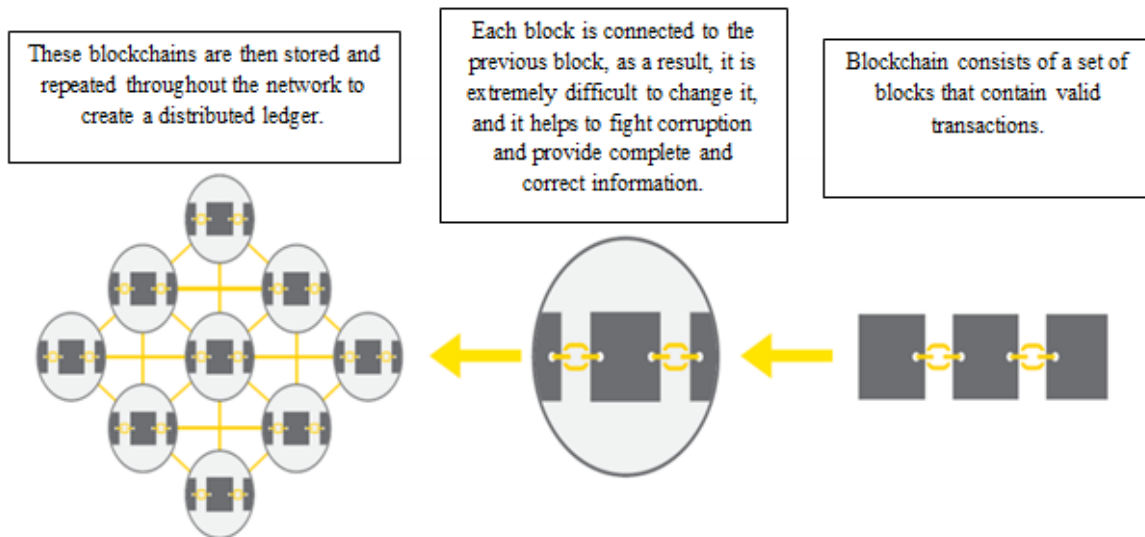 These blockchains are then stored and
repeated throughout the network to
create a distributed ledger.
Each block is connected to the
previous block, as a result, it is
extremely difficult to change it,
and it helps to fight corruption
and provide complete and
correct information.
Blockchain consists of a set of
blocks that contain valid
transactions.